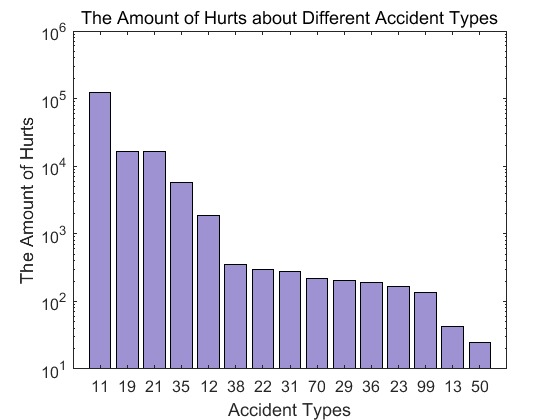 The Amount of Hurts about Different Accident Types
10^6
10^5
10^4
10^3
10^2
10^1
The Amount of Hurts
11 19 21 35 12 38 22 31 70 29 36 23 99 13 50
Accident Types